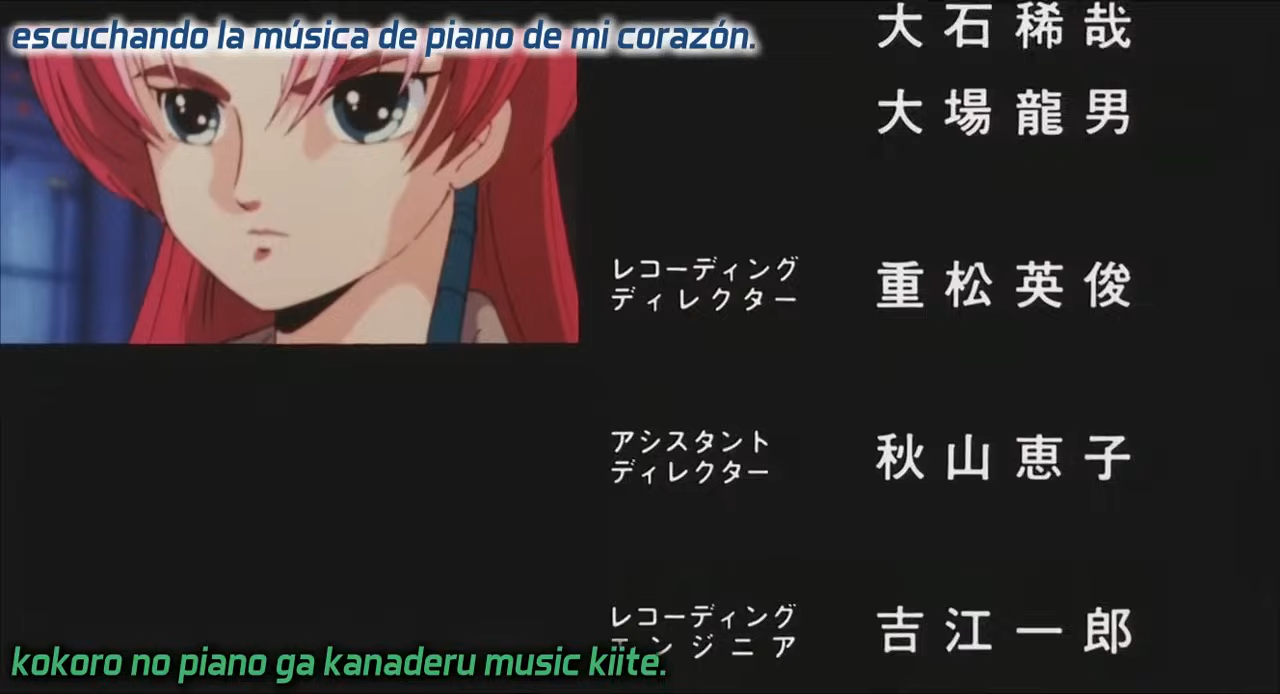 escuchando la música de piano de mi corazón.
大石稀哉
大場龍男
レコーディング
ディレクター
重松英俊
アシスタント
ディレクター
秋山恵子
レコーディング
エンジニア
吉江一郎
kokoro no piano ga kanaderu music kiite.